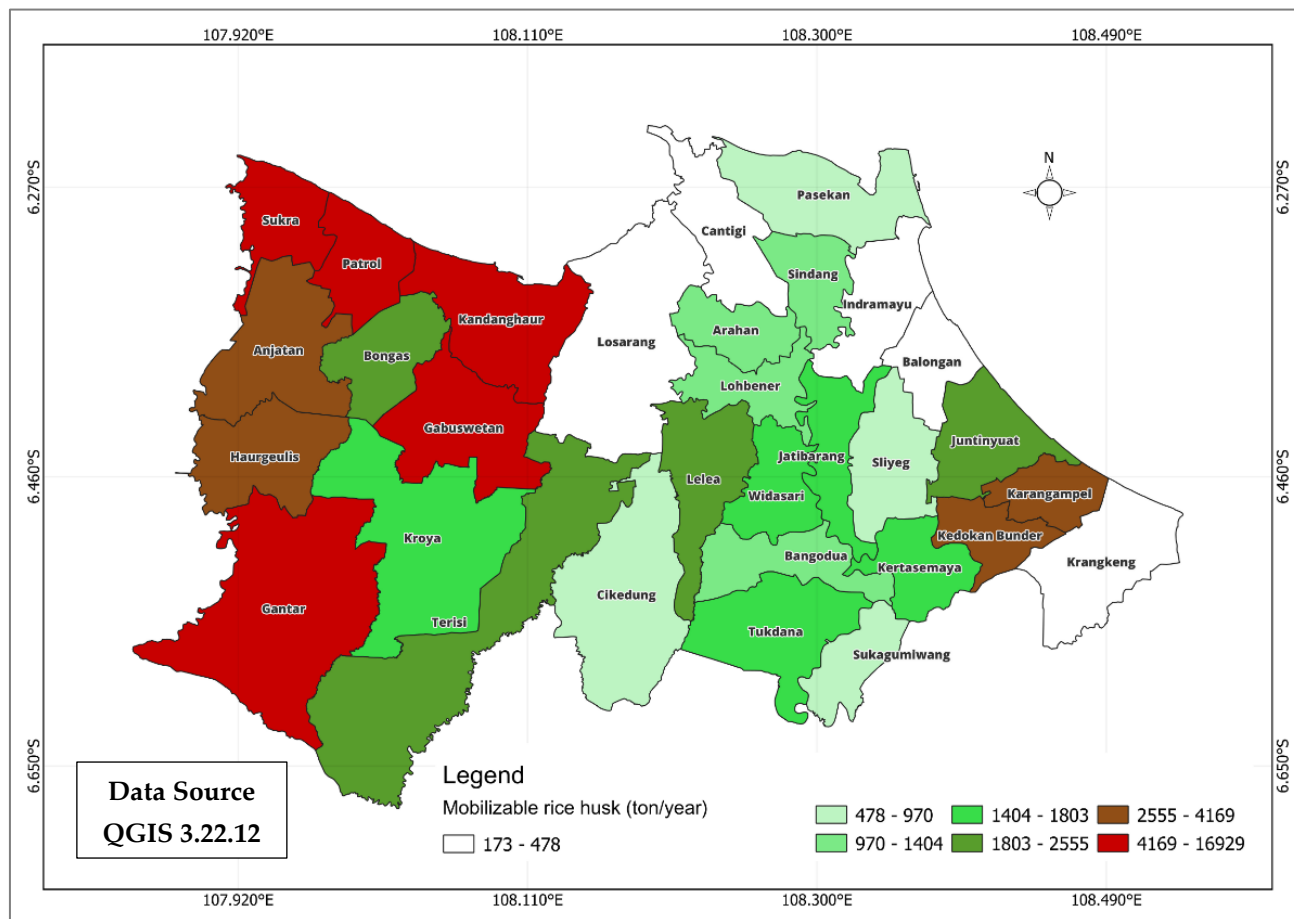 107.920°E 108.110°E 108.300°E 108.490°E
N
6.270°S 6.270°S
Pasekan
Sukra
Cantigi
Patrol
Sindang
Indramayu
Kandanghaur
Arahan
Losarang
Anjatan
Bongas
Balongan
Lohbener
Gabuswetan
Juntinyuat
Haurgeulis
Jatibarang
Sliyeg
6.460°S 6.460°S
Lelea
Widasari
Karangampel
Kroya
Kedokan Bunder
Bangodua
Krangkeng
Kertasemaya
Cikedung
Gantar
Terisi
Tukdana
Sukagumiwang
6.650°S 6.650°S
Data Source
QGIS 3.22.12
Legend
Mobilizable rice husk (ton/year)
173 - 478
478 - 970
970 - 1404
1404 - 1803
1803 - 2555
2555 - 4169
4169 - 16929
107.920°E 108.110°E 108.300°E 108.490°E